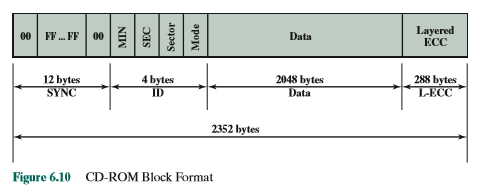 00 FF ... FF 00 MIN SEC Sector Mode Data Layered ECC
12 bytes 4 bytes 2048 bytes 288 bytes
SYNC ID Data L-ECC
2352 bytes
Figure 6.10 CD-ROM Block Format